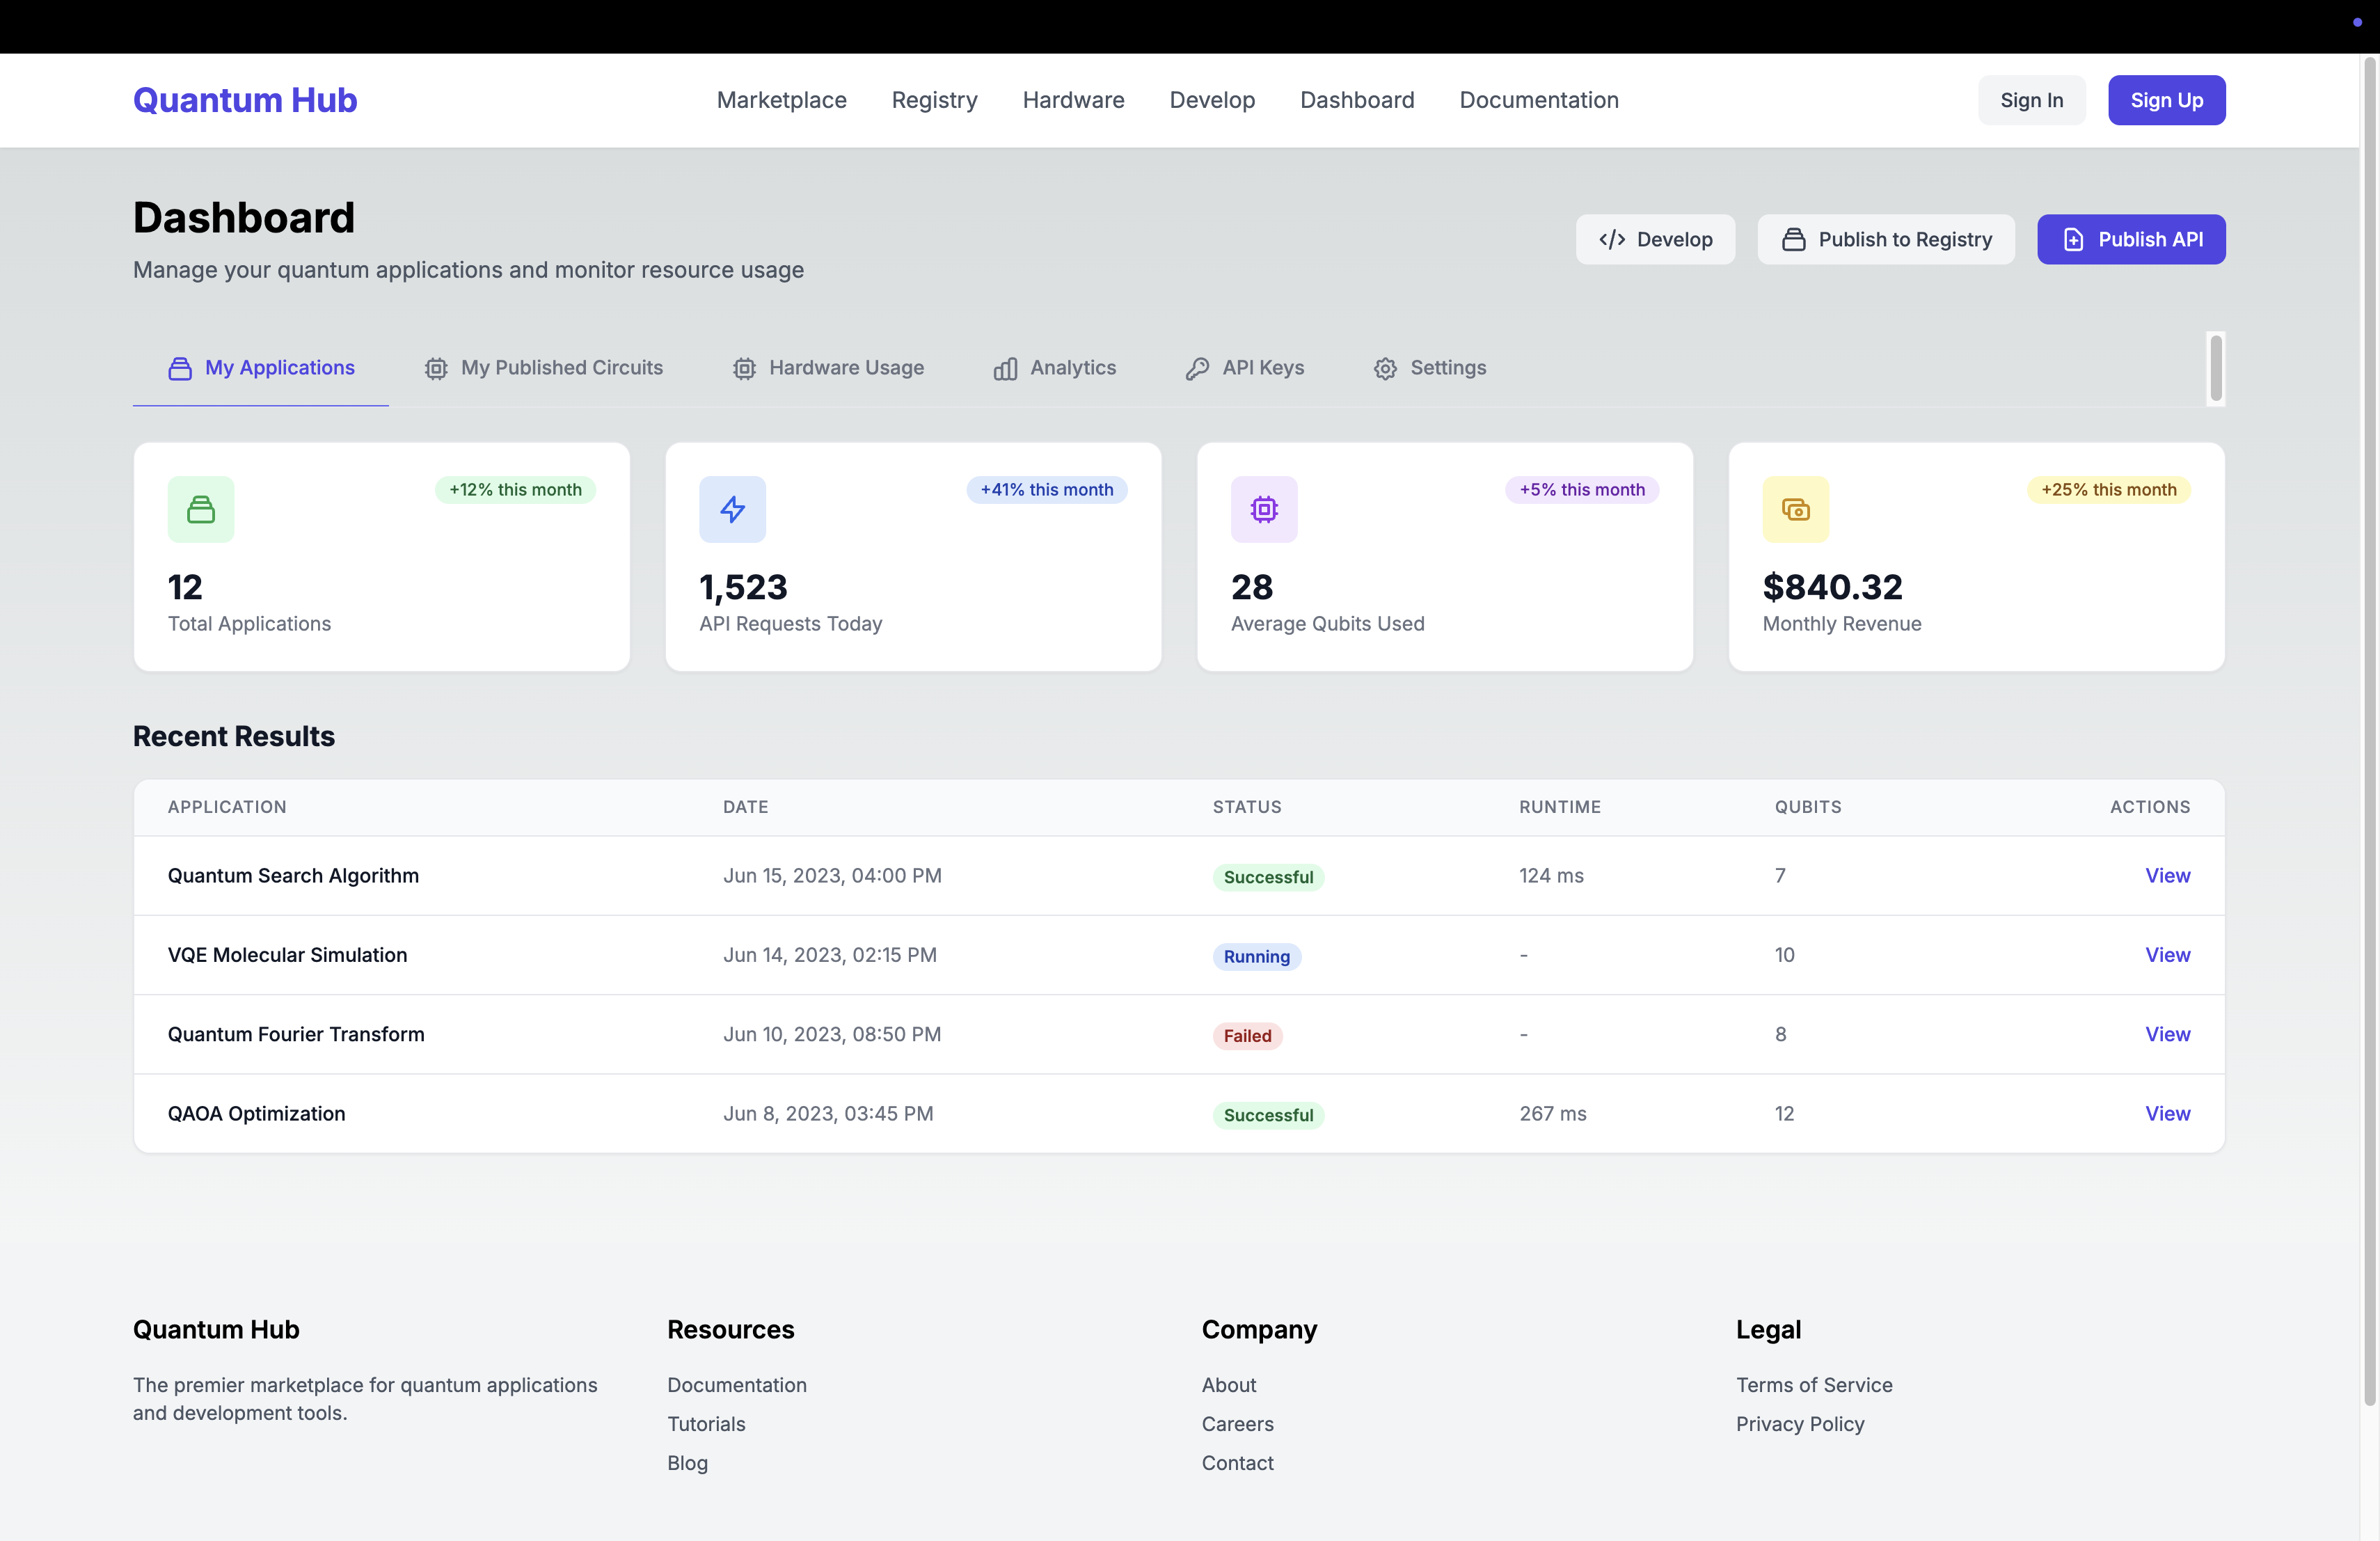 Quantum Hub
Marketplace Registry Hardware Develop Dashboard Documentation
Sign In Sign Up
Dashboard
Manage your quantum applications and monitor resource usage
Develop Publish to Registry Publish API
My Applications My Published Circuits Hardware Usage Analytics API Keys Settings
+12% this month
12
Total Applications
+41% this month
1,523
API Requests Today
+5% this month
28
Average Qubits Used
+25% this month
$840.32
Monthly Revenue
Recent Results
APPLICATION DATE STATUS RUNTIME QUBITS ACTIONS
Quantum Search Algorithm Jun 15, 2023, 04:00 PM Successful 124 ms 7 View
VQE Molecular Simulation Jun 14, 2023, 02:15 PM Running - 10 View
Quantum Fourier Transform Jun 10, 2023, 08:50 PM Failed - 8 View
QAOA Optimization Jun 8, 2023, 03:45 PM Successful 267 ms 12 View
Quantum Hub
The premier marketplace for quantum applications
and development tools.
Resources
Documentation
Tutorials
Blog
Company
About
Careers
Contact
Legal
Terms of Service
Privacy Policy